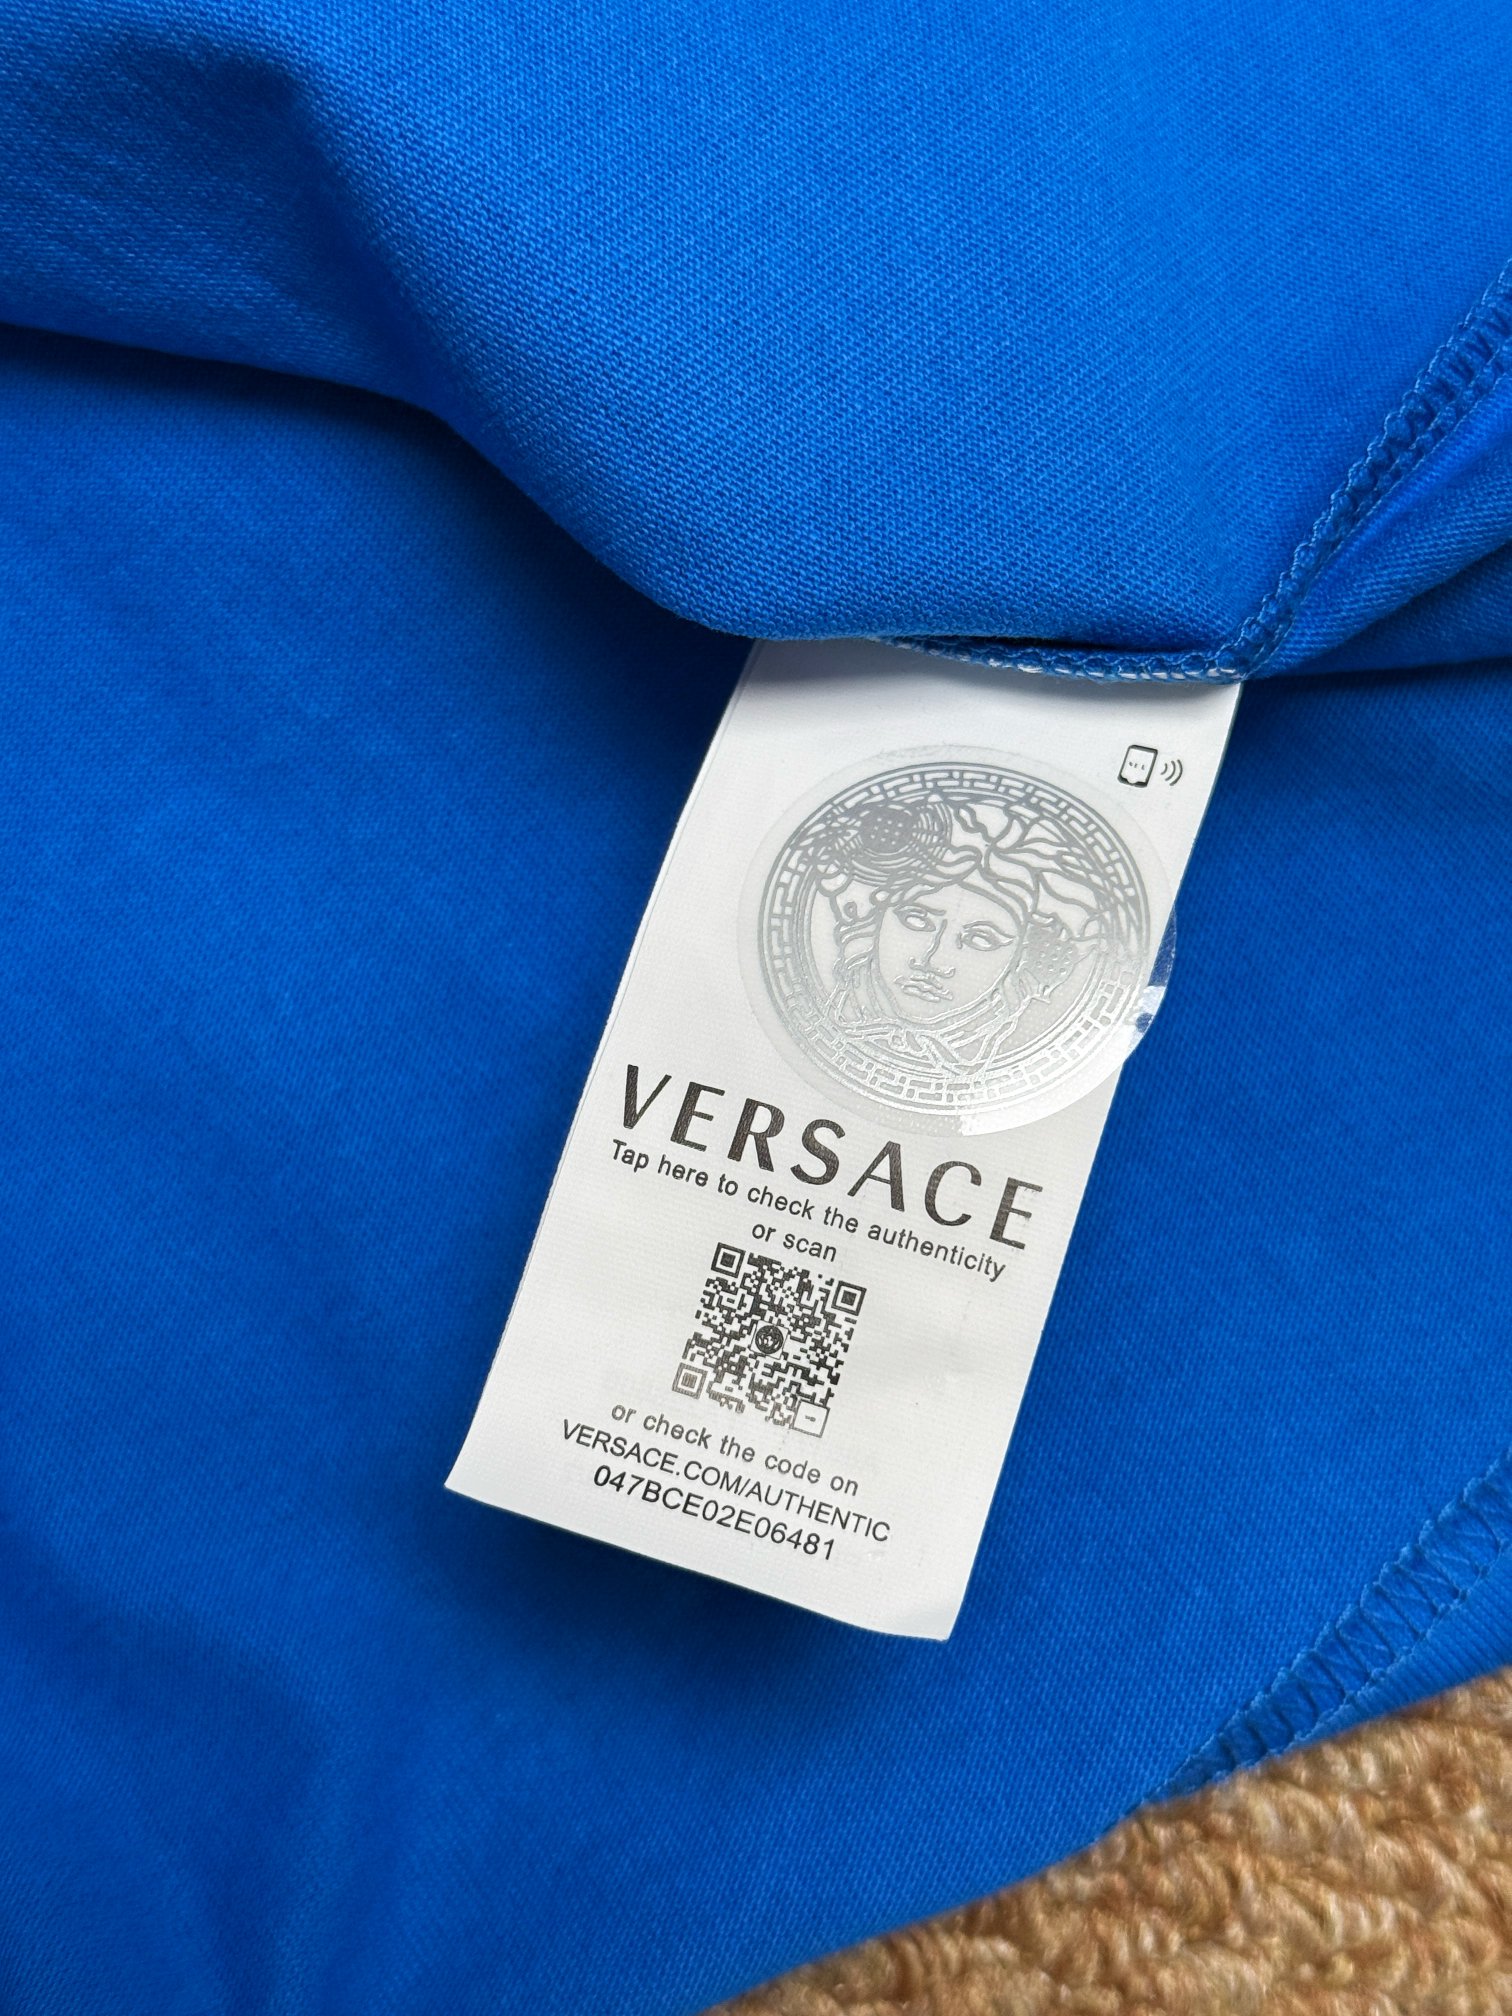 VERSACE
Tap here to check the authenticity
or scan
or check the code on
VERSACE.COM/AUTHENTIC
047BCE02E06481